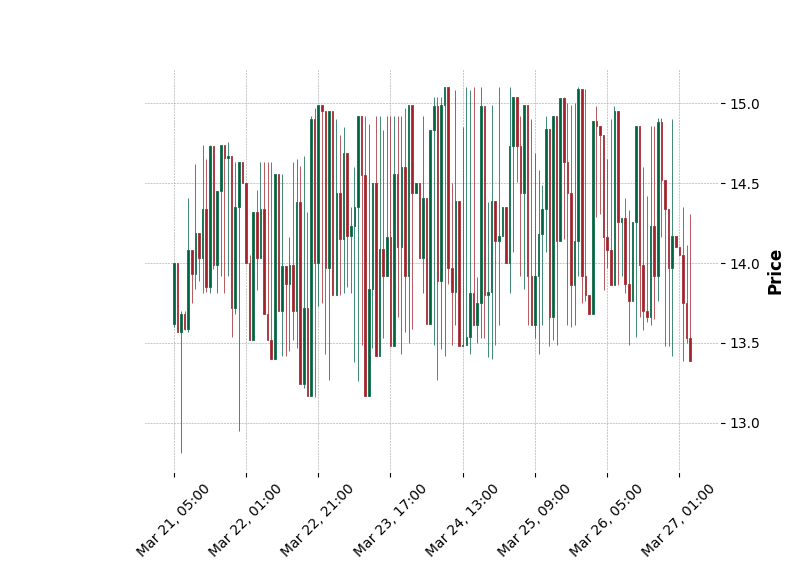 15.0
14.5
14.0
13.5
13.0
Price
Mar 21, 05:00
Mar 22, 01:00
Mar 22, 21:00
Mar 23, 17:00
Mar 24, 13:00
Mar 25, 09:00
Mar 26, 05:00
Mar 27, 01:00